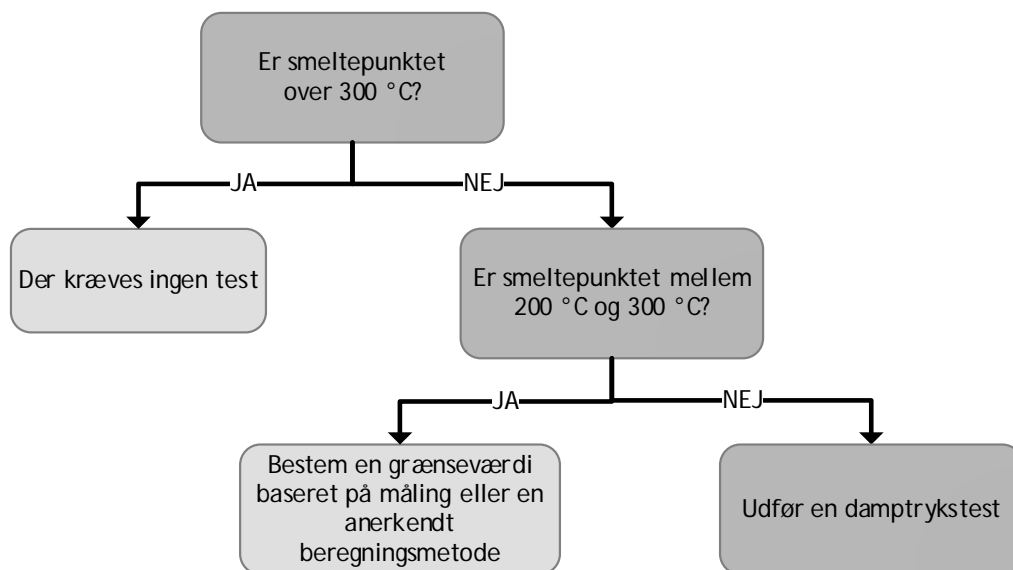 Er smeltepunktet
over 300 °C?
JA
NEJ
Der kræves ingen test
Er smeltepunktet mellem
200 °C og 300 °C?
JA
NEJ
Bestem en grænseværdi
baseret på måling eller en
anerkendt
beregningsmetode
Udfør en damptrykstest